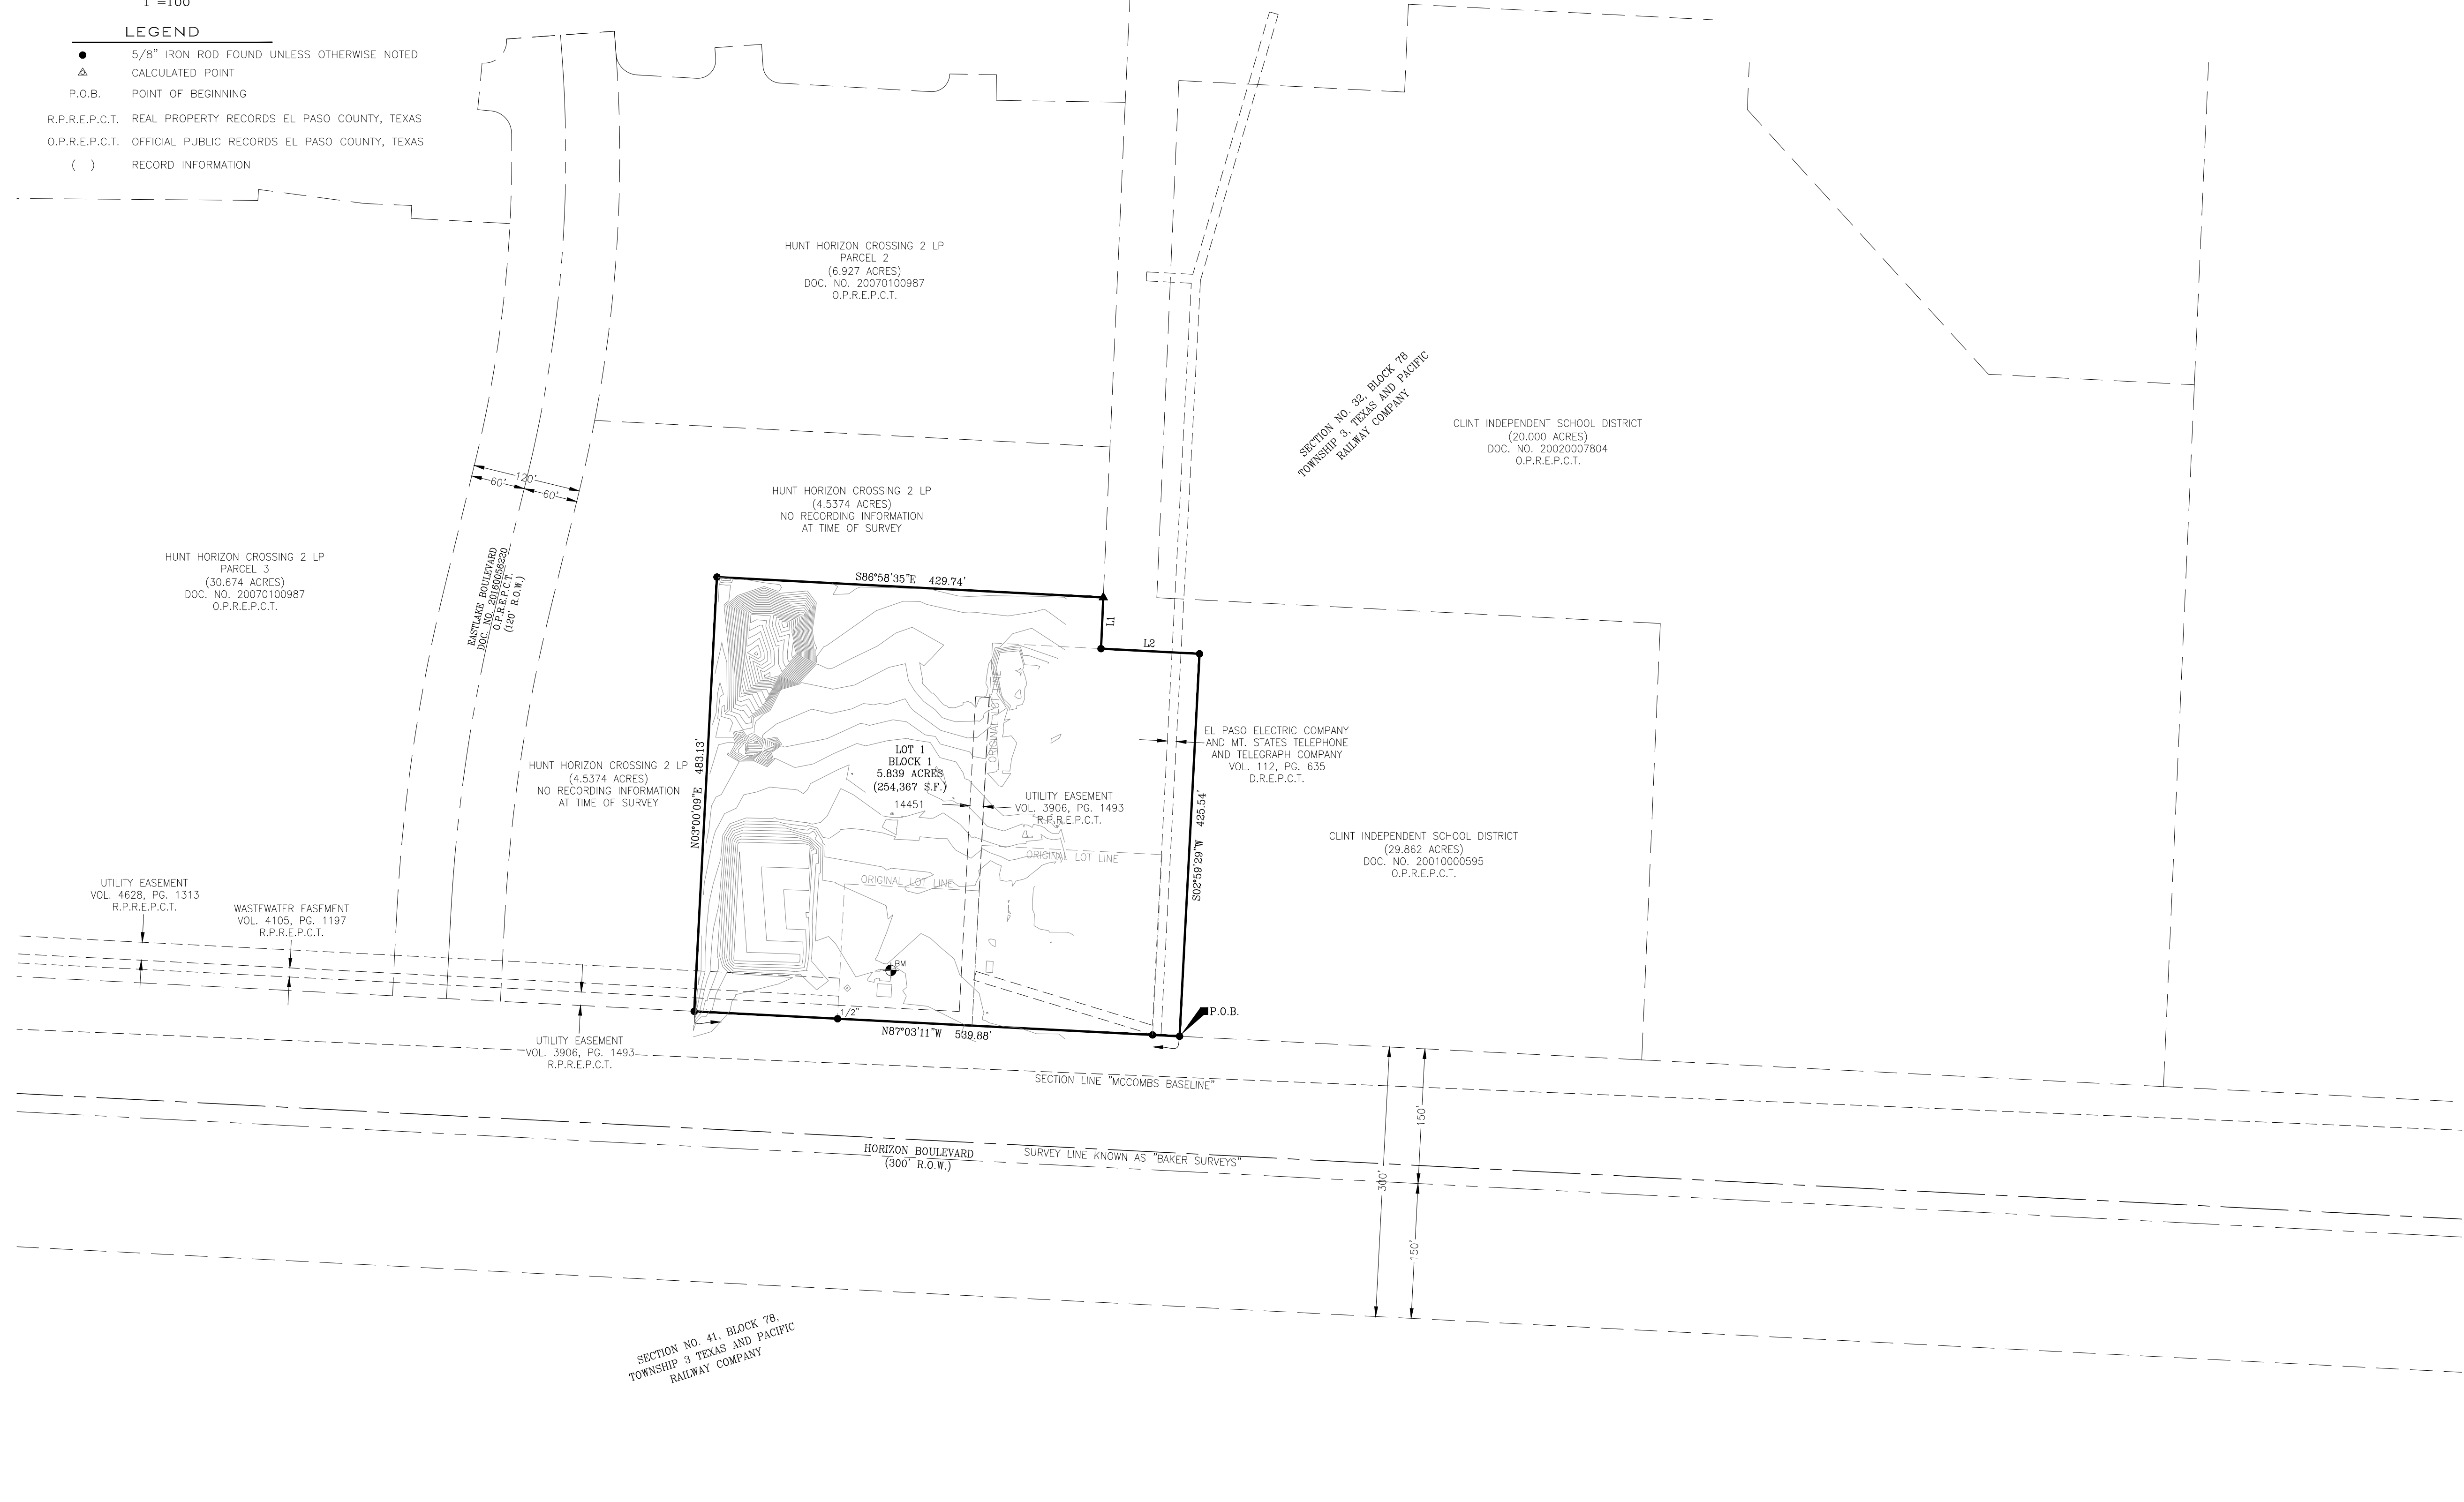 1"=100'
LEGEND
5/8" IRON ROD FOUND UNLESS OTHERWISE NOTED
CALCULATED POINT
P.O.B. POINT OF BEGINNING
R.P.R.E.P.C.T. REAL PROPERTY RECORDS EL PASO COUNTY, TEXAS
O.P.R.E.P.C.T. OFFICIAL PUBLIC RECORDS EL PASO COUNTY, TEXAS
( ) RECORD INFORMATION
HUNT HORIZON CROSSING 2 LP
PARCEL 2
(6.927 ACRES)
DOC. NO. 20070100987
O.P.R.E.P.C.T.
SECTION NO. 32, BLOCK 78
TOWNSHIP 3, TEXAS AND PACIFIC
RAILWAY COMPANY
CLINT INDEPENDENT SCHOOL DISTRICT
(20.000 ACRES)
DOC. NO. 20020007804
O.P.R.E.P.C.T.
120'
60'
60'
HUNT HORIZON CROSSING 2 LP
(4.5374 ACRES)
NO RECORDING INFORMATION
AT TIME OF SURVEY
HUNT HORIZON CROSSING 2 LP
PARCEL 3
(30.674 ACRES)
DOC. NO. 20070100987
O.P.R.E.P.C.T.
EASTLAKE BOULEVARD
DOC. NO. 20160056220
O.P.R.E.P.C.T.
(120' R.O.W.)
S86°58'35"E 429.74'
L1
L2
ORIGINAL LOT LINE
ORIGINAL LOT LINE
N03°00'09"E 483.13'
LOT 1
BLOCK 1
5.839 ACRES
(254,367 S.F.)
14451
HUNT HORIZON CROSSING 2 LP
(4.5374 ACRES)
NO RECORDING INFORMATION
AT TIME OF SURVEY
UTILITY EASEMENT
VOL. 3906, PG. 1493
R.P.R.E.P.C.T.
EL PASO ELECTRIC COMPANY
AND MT. STATES TELEPHONE
AND TELEGRAPH COMPANY
VOL. 112, PG. 635
D.R.E.P.C.T.
S02°59'29"W 425.54'
CLINT INDEPENDENT SCHOOL DISTRICT
(29.862 ACRES)
DOC. NO. 20010000595
O.P.R.E.P.C.T.
ORIGINAL LOT LINE
ORIGINAL LOT LINE
UTILITY EASEMENT
VOL. 4628, PG. 1313
R.P.R.E.P.C.T.
WASTEWATER EASEMENT
VOL. 4105, PG. 1197
R.P.R.E.P.C.T.
BM
1/2"
P.O.B.
N87°03'11"W 539.88'
UTILITY EASEMENT
VOL. 3906, PG. 1493
R.P.R.E.P.C.T.
SECTION LINE "MCCOMBS BASELINE"
HORIZON BOULEVARD
(300' R.O.W.)
SURVEY LINE KNOWN AS "BAKER SURVEYS"
150'
300'
150'
SECTION NO. 41, BLOCK 78,
TOWNSHIP 3 TEXAS AND PACIFIC
RAILWAY COMPANY